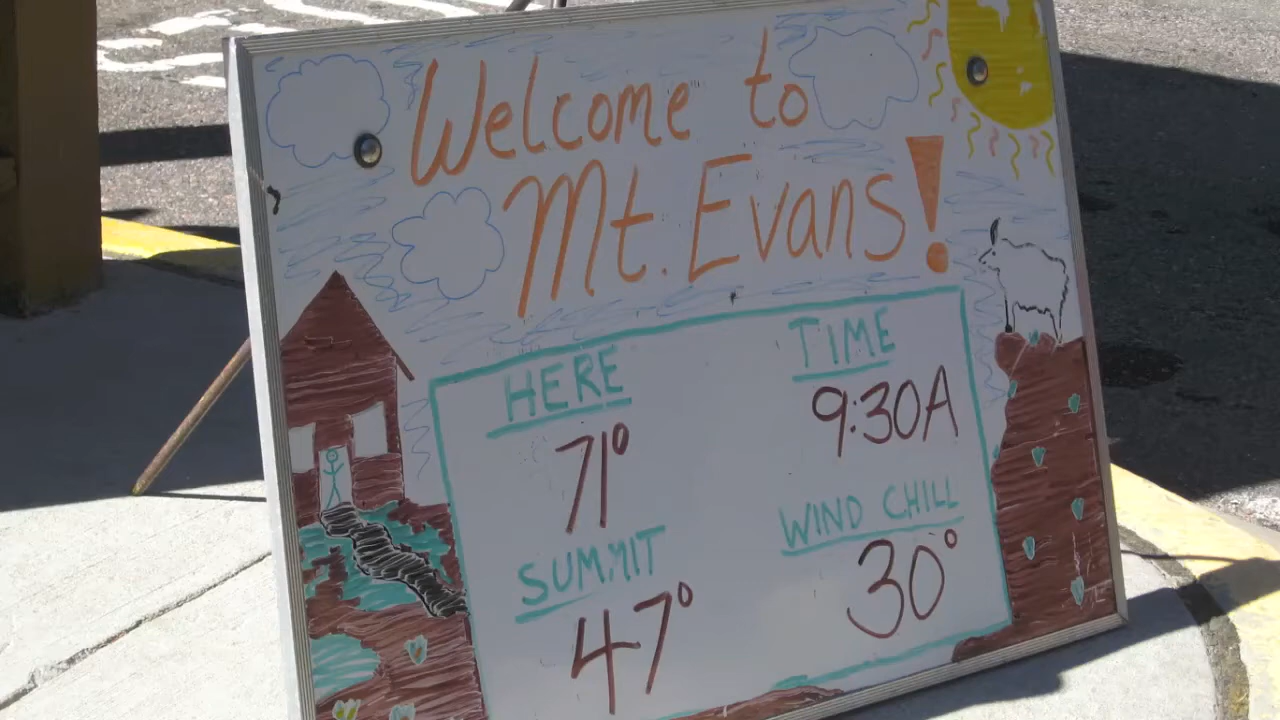 Welcome to
Mt. Evans!
HERE
71°
TIME
9:30A
SUMMIT
47°
WIND CHILL
30°